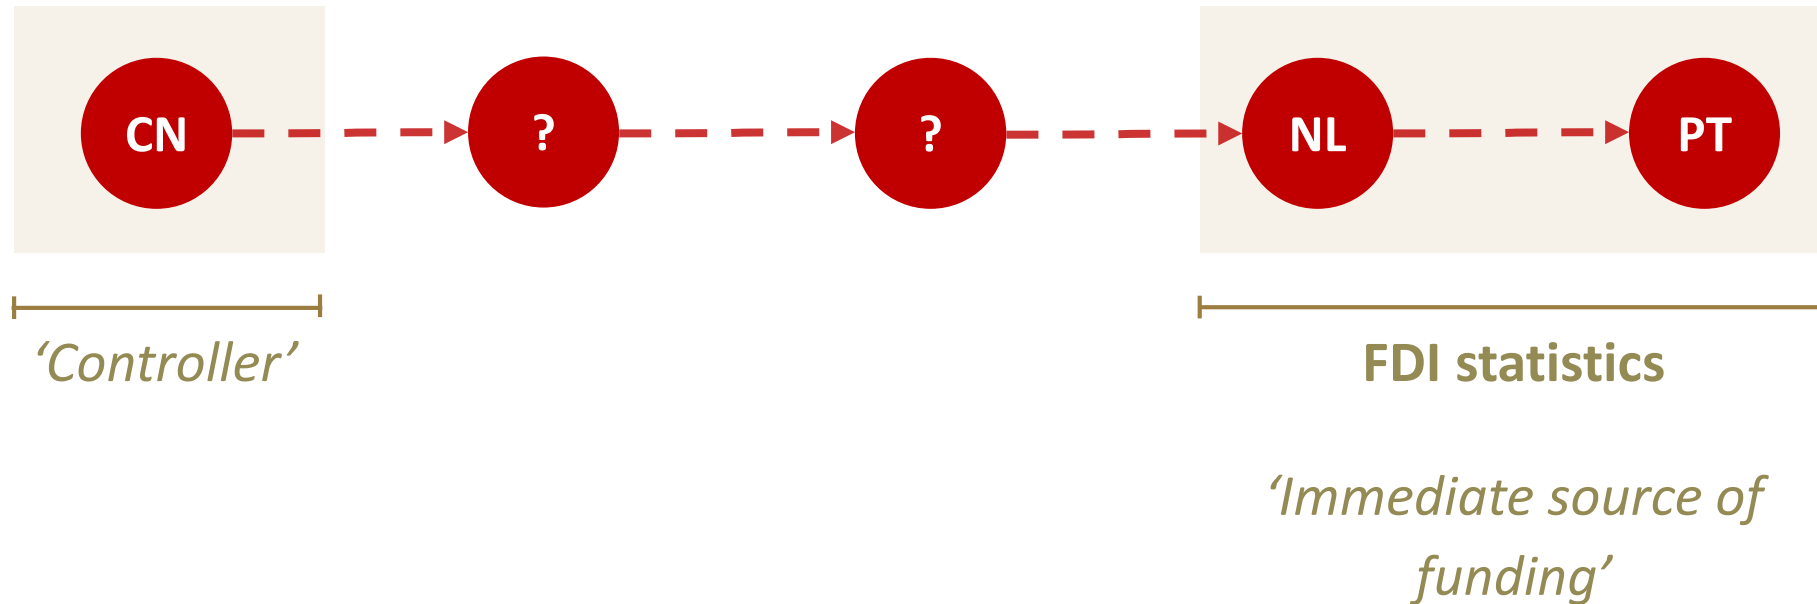 CN
?
?
NL
PT
‘Controller’
FDI statistics
‘Immediate source of
funding’